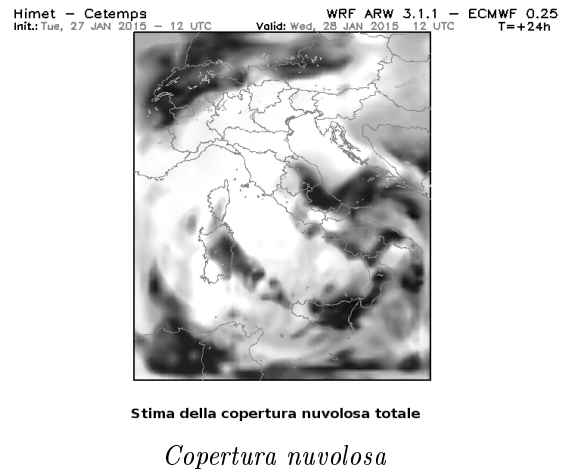 Himet – Cetemps WRF ARW 3.1.1 – ECMWF 0.25
Init.: Tue, 27 JAN 2015 – 12 UTC Valid: Wed, 28 JAN 2015 12 UTC T=+24h
Stima della copertura nuvolosa totale
Copertura nuvolosa